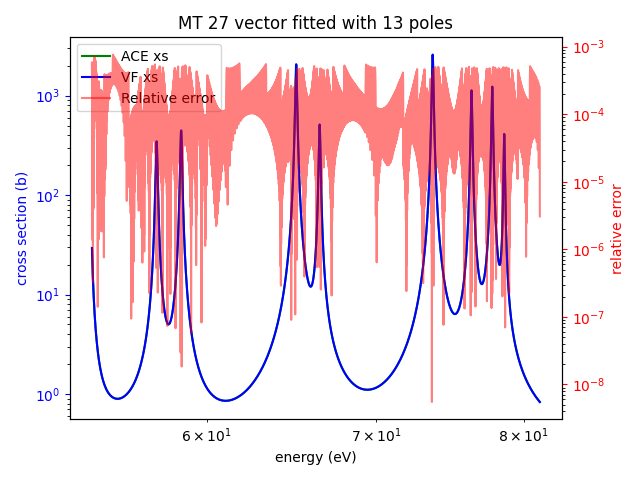 MT 27 vector fitted with 13 poles
ACE xs
VF xs
Relative error
cross section (b)
10³
10²
10¹
10⁰
relative error
10⁻³
10⁻⁴
10⁻⁵
10⁻⁶
10⁻⁷
10⁻⁸
6 × 10¹
7 × 10¹
8 × 10¹
energy (eV)